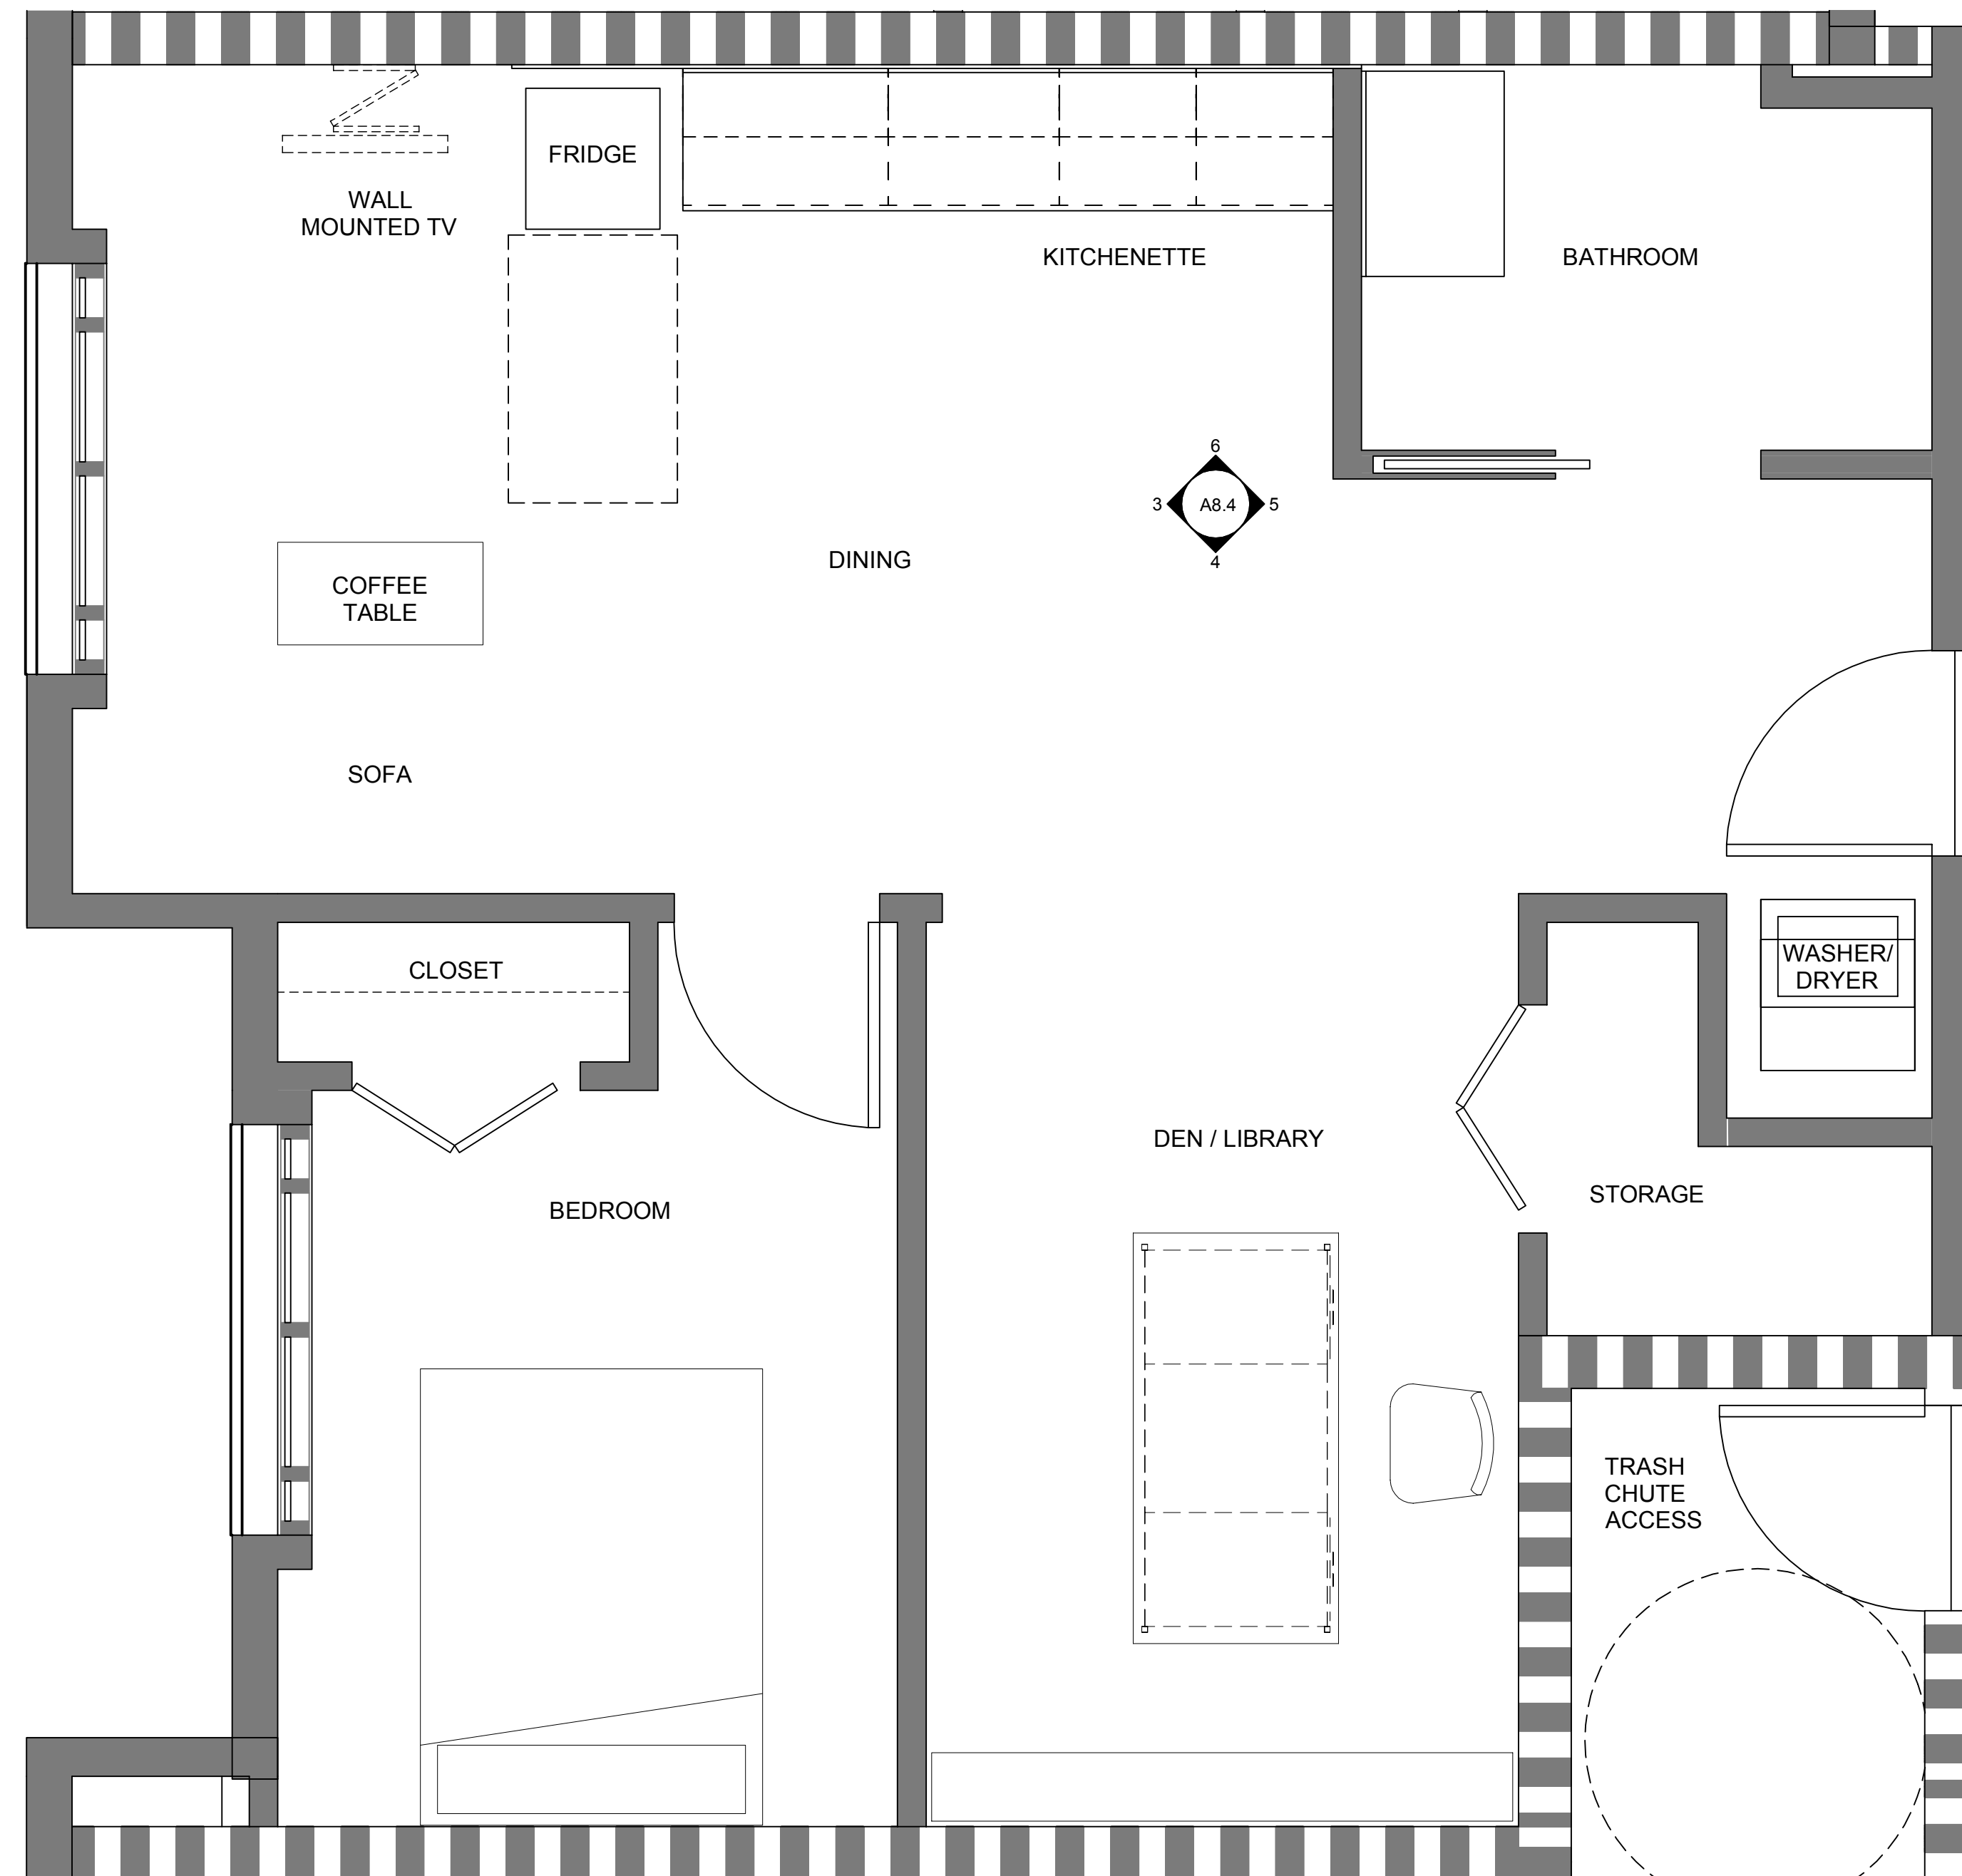 FRIDGE
WALL
MOUNTED TV
KITCHENETTE
BATHROOM
6
3
A8.4
5
4
DINING
COFFEE
TABLE
SOFA
CLOSET
WASHER/
DRYER
DEN / LIBRARY
STORAGE
BEDROOM
TRASH
CHUTE
ACCESS